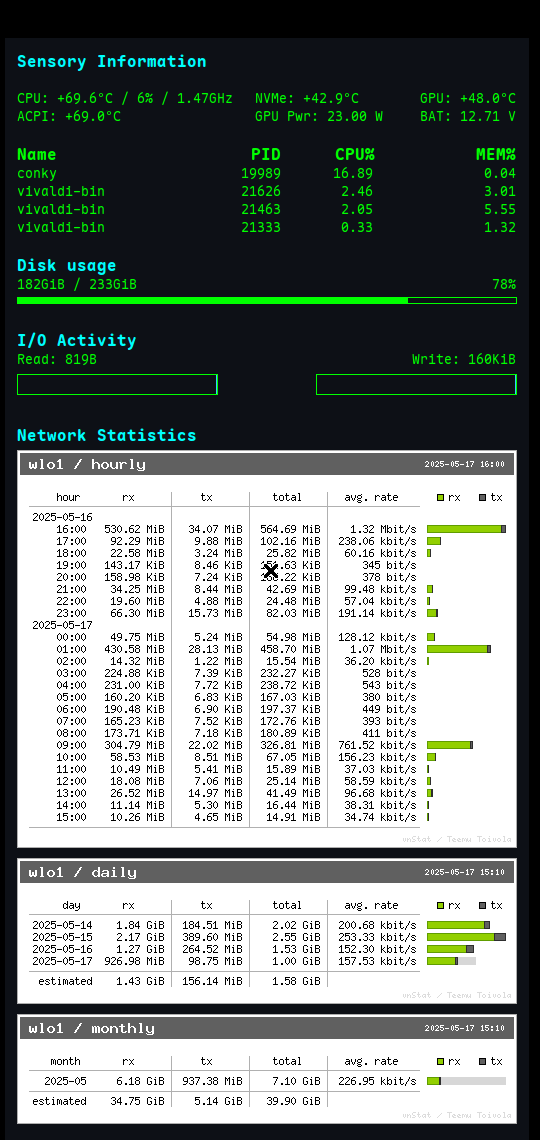 Sensory Information
CPU: +69.6°C / 6% / 1.47GHz NVMe: +42.9°C GPU: +48.0°C
ACPI: +69.0°C GPU Pwr: 23.00 W BAT: 12.71 V
Name PID CPU% MEM%
conky 19989 16.89 0.04
vivaldi-bin 21626 2.46 3.01
vivaldi-bin 21463 2.05 5.55
vivaldi-bin 21333 0.33 1.32
Disk usage
182GiB / 233GiB 78%
I/O Activity
Read: 819B Write: 160KiB
Network Statistics
wlo1 / hourly 2025-05-17 16:00
hour rx tx total avg. rate rx tx
2025-05-16
16:00 530.62 MiB 34.07 MiB 564.69 MiB 1.32 Mbit/s
17:00 92.29 MiB 9.88 MiB 102.16 MiB 238.06 kbit/s
18:00 22.58 MiB 3.24 MiB 25.82 MiB 60.16 kbit/s
19:00 143.17 KiB 8.46 KiB KiB 345 bit/s
20:00 158.98 KiB 7.24 KiB KiB 378 bit/s
21:00 34.25 MiB 8.44 MiB 42.69 MiB 99.48 kbit/s
22:00 19.60 MiB 4.88 MiB 24.48 MiB 57.04 kbit/s
23:00 66.30 MiB 15.73 MiB 82.03 MiB 191.14 kbit/s
2025-05-17
00:00 49.75 MiB 5.24 MiB 54.98 MiB 128.12 kbit/s
01:00 430.58 MiB 28.13 MiB 458.70 MiB 1.07 Mbit/s
02:00 14.32 MiB 1.22 MiB 15.54 MiB 36.20 kbit/s
03:00 224.88 KiB 7.39 KiB 232.27 KiB 528 bit/s
04:00 231.00 KiB 7.72 KiB 238.72 KiB 543 bit/s
05:00 160.20 KiB 6.83 KiB 167.03 KiB 380 bit/s
06:00 190.48 KiB 6.90 KiB 197.37 KiB 449 bit/s
07:00 165.23 KiB 7.52 KiB 172.76 KiB 393 bit/s
08:00 173.71 KiB 7.18 KiB 180.89 KiB 411 bit/s
09:00 304.79 MiB 22.02 MiB 326.81 MiB 761.52 kbit/s
10:00 58.53 MiB 8.51 MiB 67.05 MiB 156.23 kbit/s
11:00 10.49 MiB 5.41 MiB 15.89 MiB 37.03 kbit/s
12:00 18.08 MiB 7.06 MiB 25.14 MiB 58.59 kbit/s
13:00 26.52 MiB 14.97 MiB 41.49 MiB 96.68 kbit/s
14:00 11.14 MiB 5.30 MiB 16.44 MiB 38.31 kbit/s
15:00 10.26 MiB 4.65 MiB 14.91 MiB 34.74 kbit/s
vnStat / Teemu Toivola
wlo1 / daily 2025-05-17 15:10
day rx tx total avg. rate rx tx
2025-05-14 1.84 GiB 184.51 MiB 2.02 GiB 200.68 kbit/s
2025-05-15 2.17 GiB 389.60 MiB 2.55 GiB 253.33 kbit/s
2025-05-16 1.27 GiB 264.52 MiB 1.53 GiB 152.30 kbit/s
2025-05-17 926.98 MiB 98.75 MiB 1.00 GiB 157.53 kbit/s
estimated 1.43 GiB 156.14 MiB 1.58 GiB
vnStat / Teemu Toivola
wlo1 / monthly 2025-05-17 15:10
month rx tx total avg. rate rx tx
2025-05 6.18 GiB 937.38 MiB 7.10 GiB 226.95 kbit/s
estimated 34.75 GiB 5.14 GiB 39.90 GiB
vnStat / Teemu Toivola